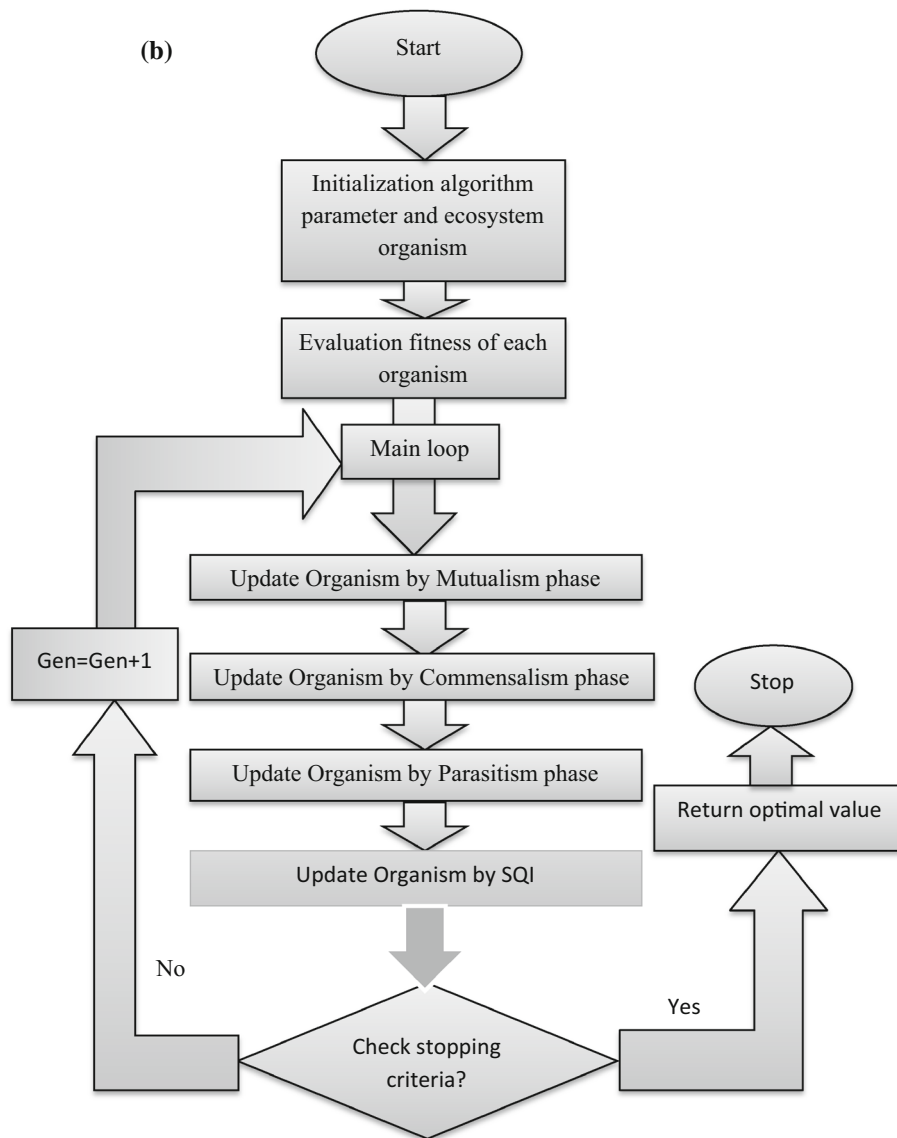 (b)
Start
Initialization algorithm
parameter and ecosystem
organism
Evaluation fitness of each
organism
Main loop
Update Organism by Mutualism phase
Gen=Gen+1
Update Organism by Commensalism phase
Stop
Update Organism by Parasitism phase
Return optimal value
Update Organism by SQI
No
Yes
Check stopping
criteria?